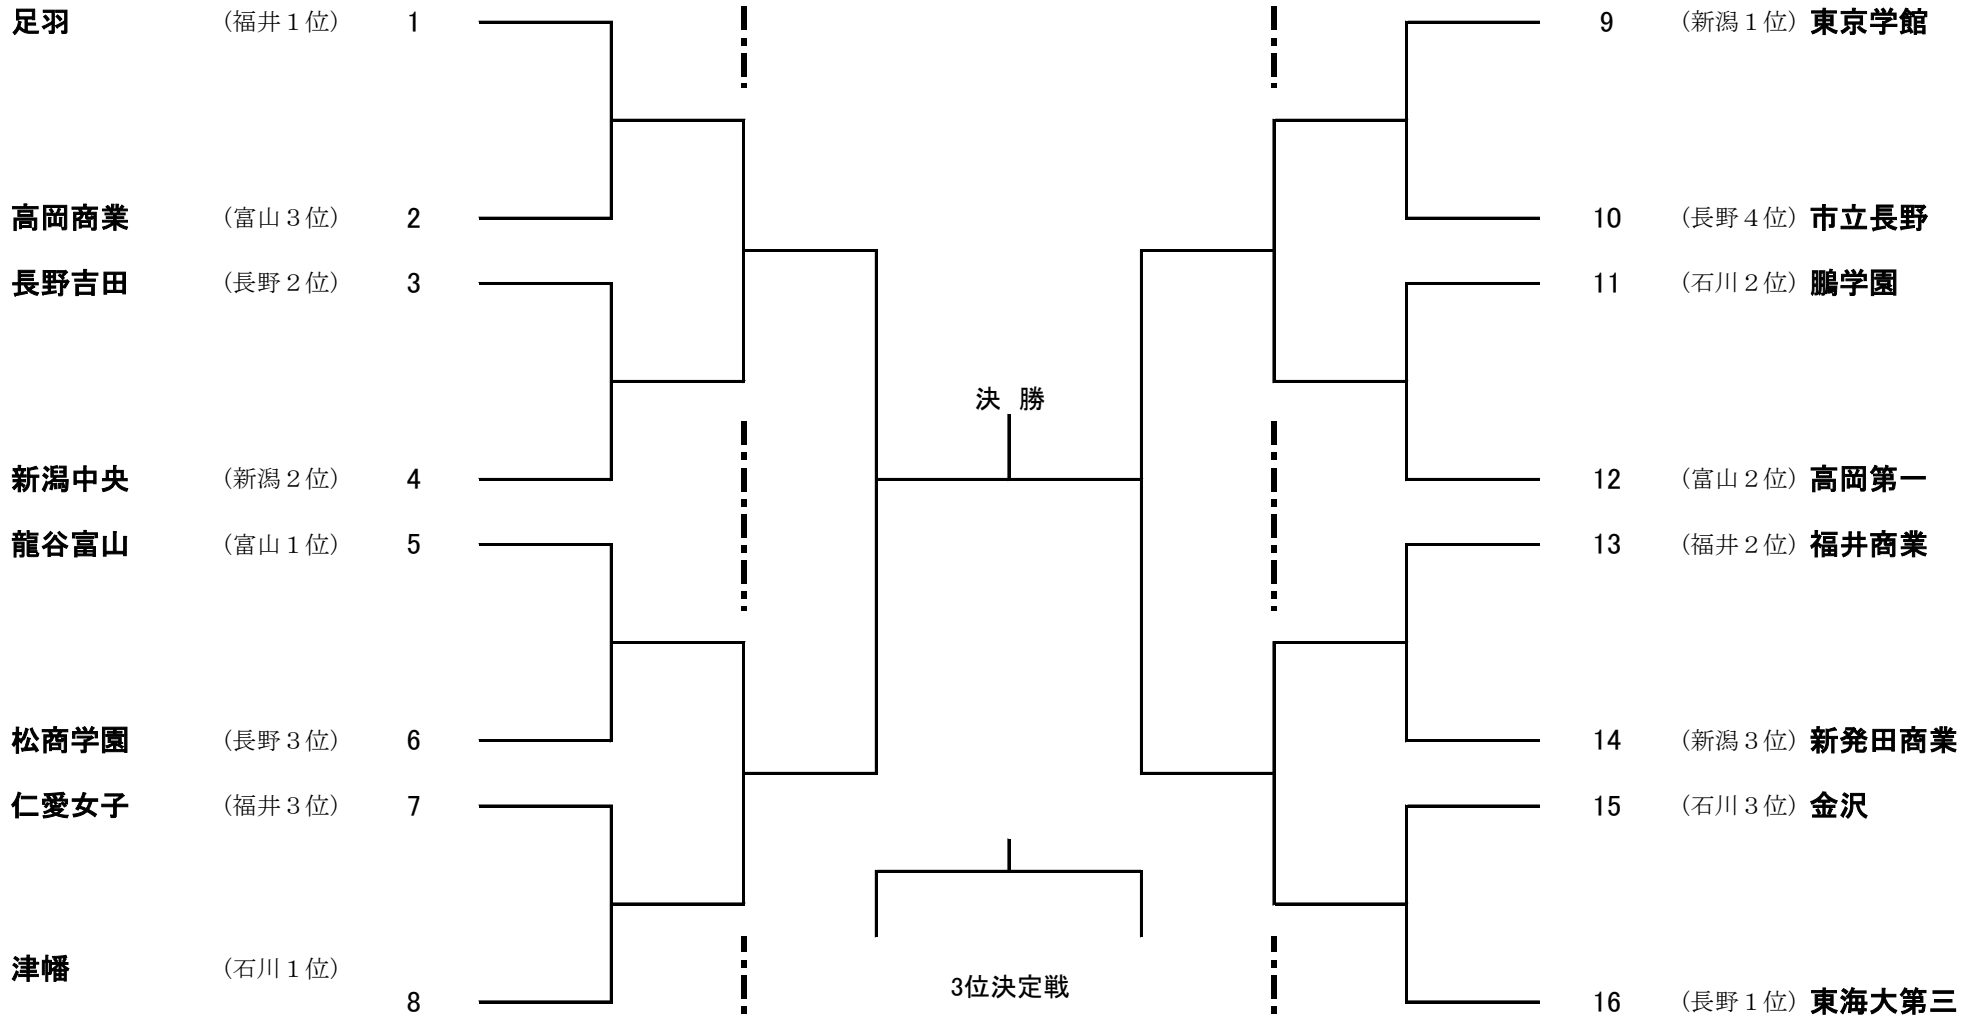 足羽 (福井１位) 1
高岡商業 (富山３位) 2
長野吉田 (長野２位) 3
新潟中央 (新潟２位) 4
龍谷富山 (富山１位) 5
松商学園 (長野３位) 6
仁愛女子 (福井３位) 7
津幡 (石川１位) 8
決 勝
3位決定戦
9 (新潟１位) 東京学館
10 (長野４位) 市立長野
11 (石川２位) 鵬学園
12 (富山２位) 高岡第一
13 (福井２位) 福井商業
14 (新潟３位) 新発田商業
15 (石川３位) 金沢
16 (長野１位) 東海大第三